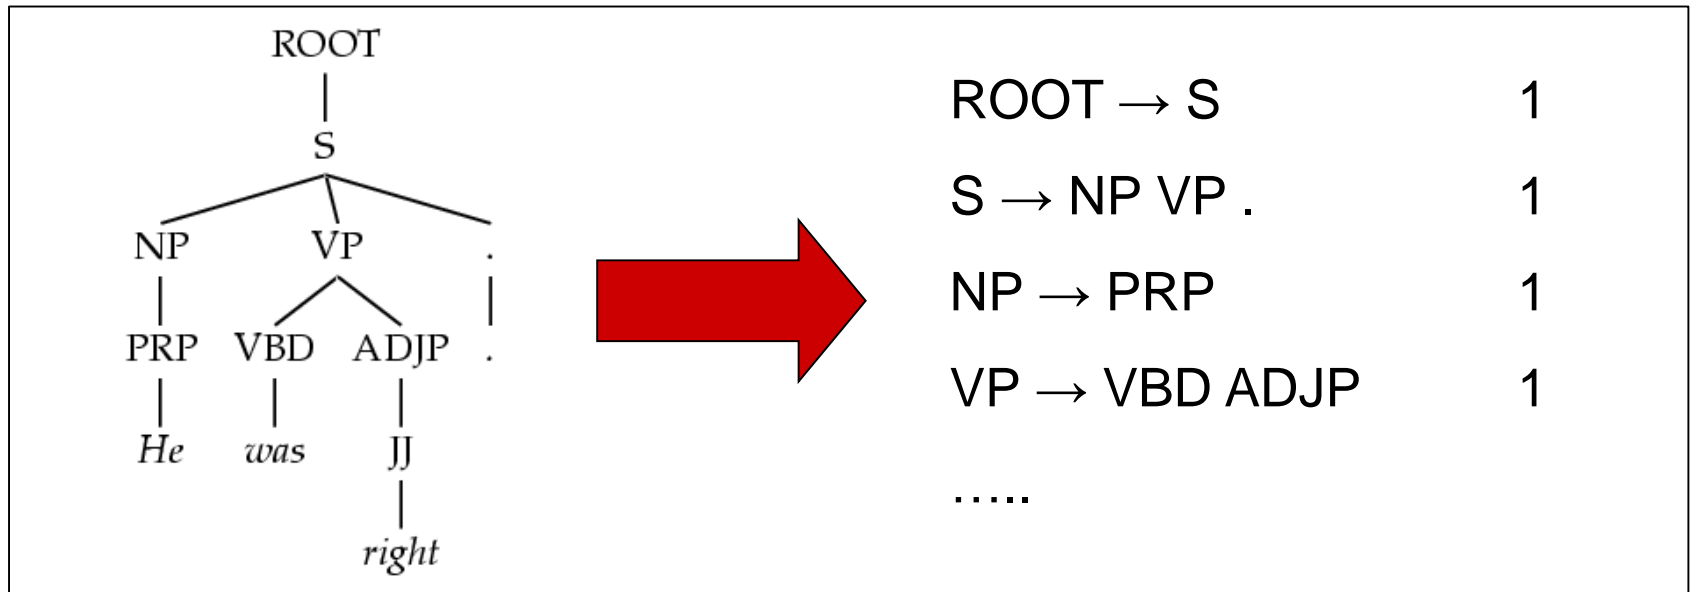 ROOT
S
NP VP .
PRP VBD ADJP .
He was JJ
right
ROOT → S 1
S → NP VP . 1
NP → PRP 1
VP → VBD ADJP 1
…..